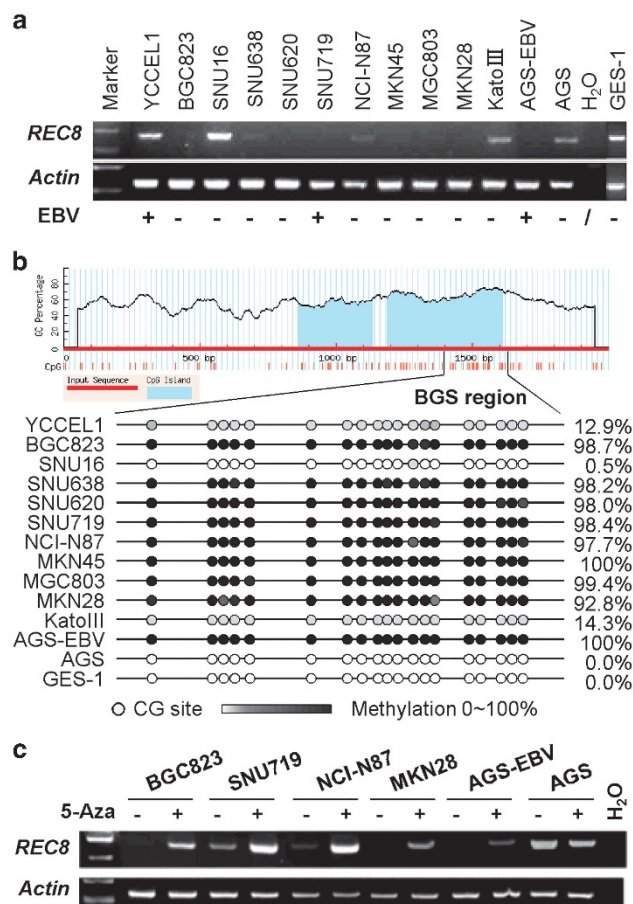 a
Marker YCCEL1 BGC823 SNU16 SNU638 SNU620 SNU719 NCI-N87 MKN45 MGC803 MKN28 KatoIII AGS-EBV AGS H₂O GES-1
REC8
Actin
EBV + - - - - + - - - - - + - / -
b
GC Percentage
80
60
40
20
0
0 500 bp 1000 bp 1500 bp
CpG
Input Sequence CpG Island
BGS region
YCCEL1 12.9%
BGC823 98.7%
SNU16 0.5%
SNU638 98.2%
SNU620 98.0%
SNU719 98.4%
NCI-N87 97.7%
MKN45 100%
MGC803 99.4%
MKN28 92.8%
KatoIII 14.3%
AGS-EBV 100%
AGS 0.0%
GES-1 0.0%
CG site Methylation 0~100%
c
BGC823 SNU719 NCI-N87 MKN28 AGS-EBV AGS H₂O
5-Aza - + - + - + - + - + - +
REC8
Actin